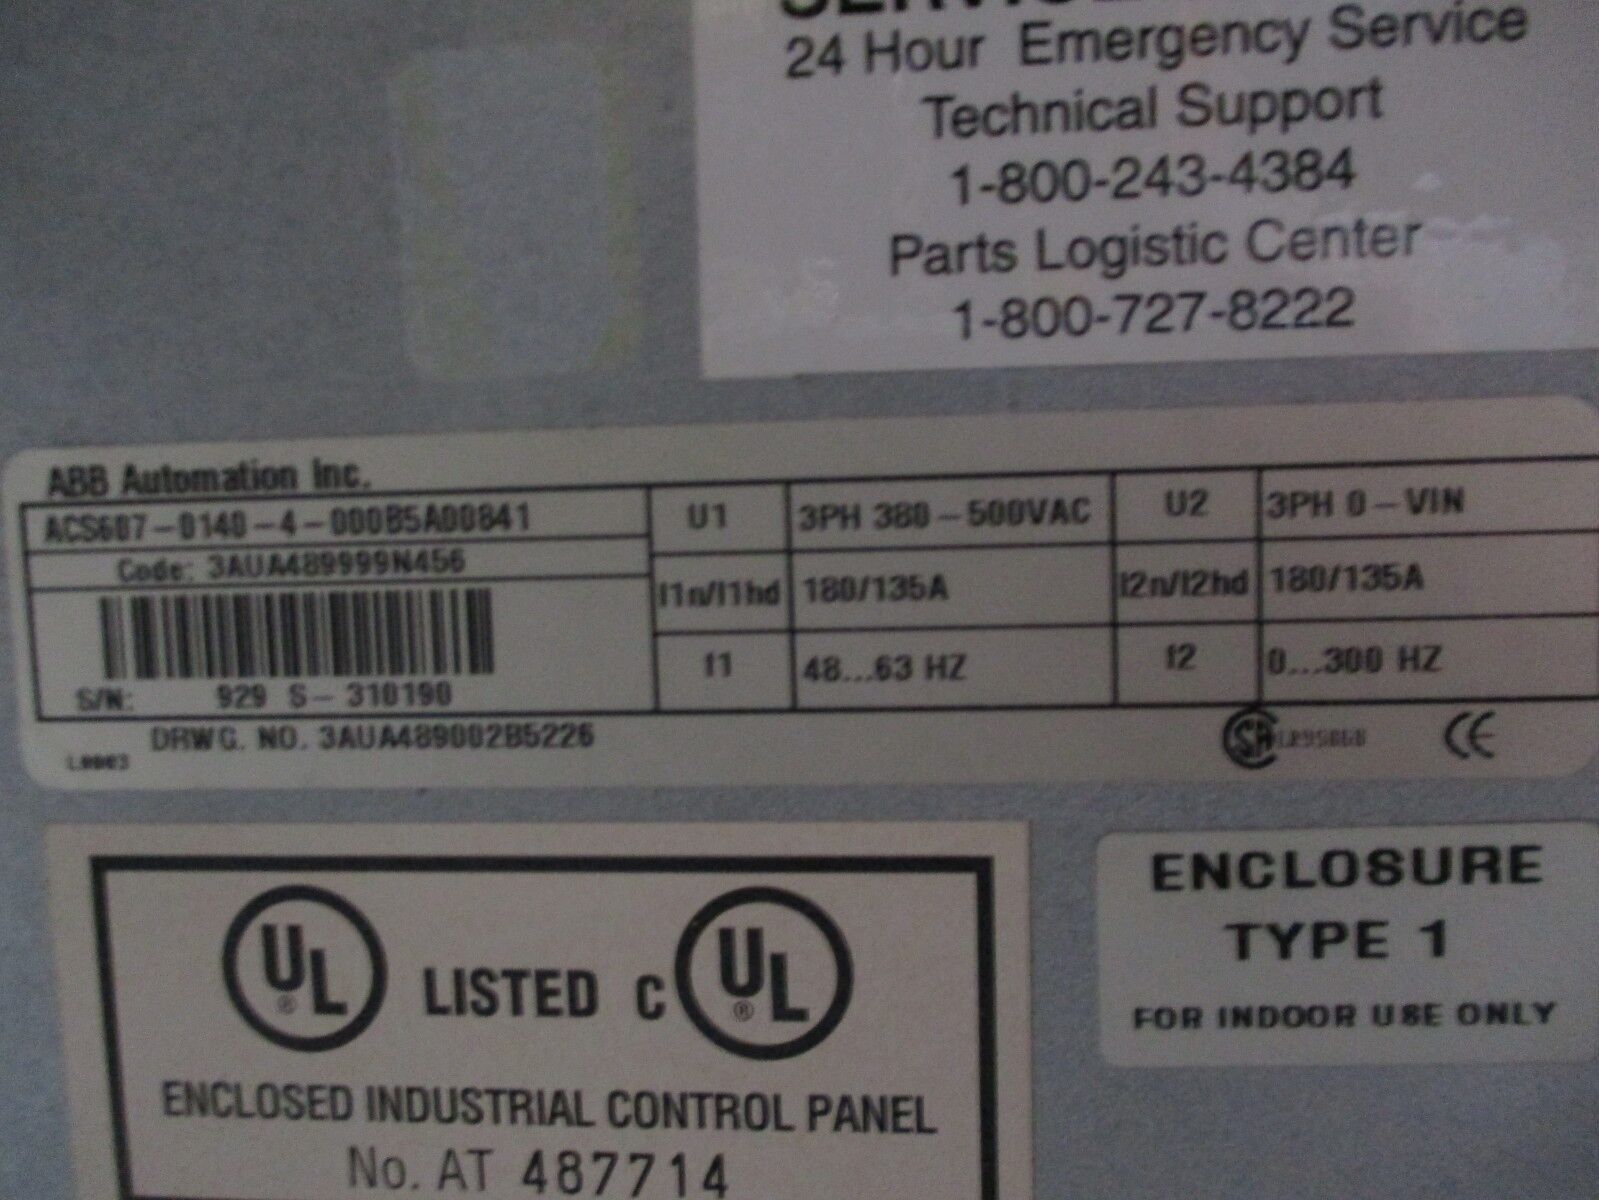 24 Hour Emergency Service
Technical Support
1-800-243-4384
Parts Logistic Center
1-800-727-8222
ABB Automation Inc.
ACS607-0140-4-000B5A00841
Code: 3AUA489999N456
S/N: 929 S-310190
DRWG. NO. 3AUA489002B5226
L0003
U1 3PH 380-500VAC U2 3PH 0-VIN
I1n/I1hd 180/135A I2n/I2hd 180/135A
f1 48...63 HZ f2 0...300 HZ
CE
UL ® LISTED C UL ®
ENCLOSED INDUSTRIAL CONTROL PANEL
No. AT 487714
ENCLOSURE
TYPE 1
FOR INDOOR USE ONLY